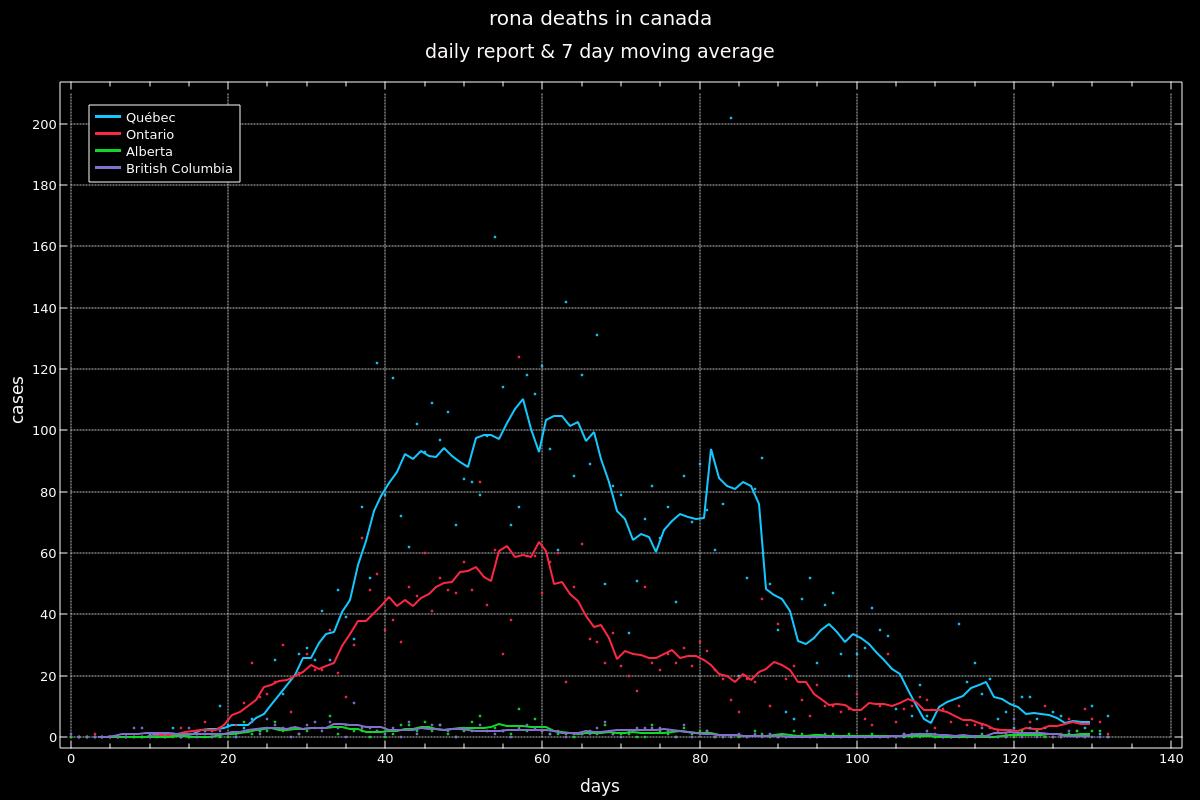 rona deaths in canada
daily report & 7 day moving average
Québec
Ontario
Alberta
British Columbia
200
180
160
140
120
100
80
60
40
20
0
cases
0 20 40 60 80 100 120 140
days